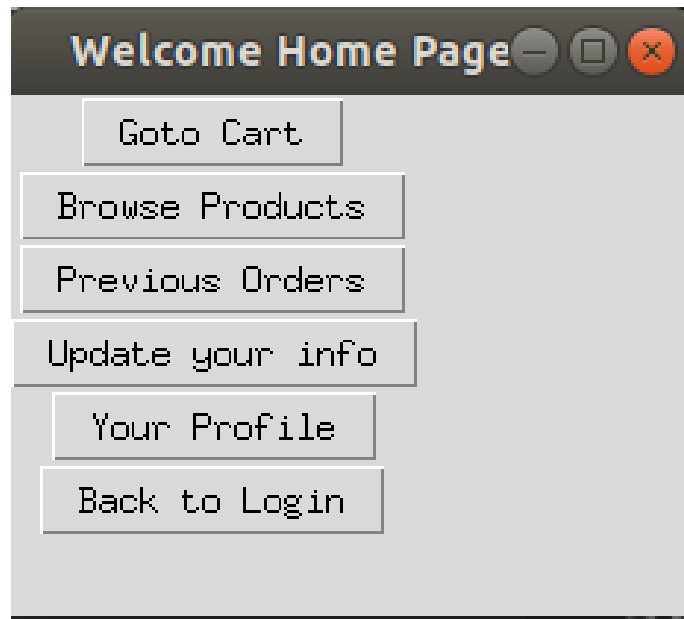 Welcome Home Page
Goto Cart
Browse Products
Previous Orders
Update your info
Your Profile
Back to Login